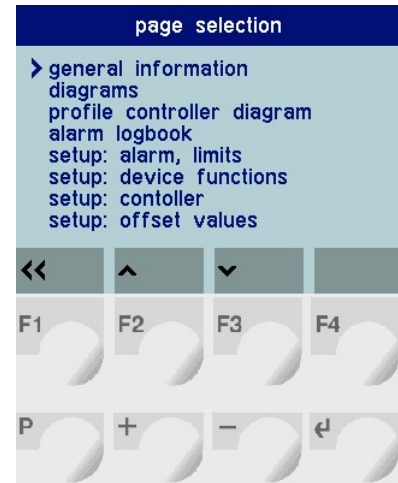 page selection
general information
diagrams
profile controller diagram
alarm logbook
setup: alarm, limits
setup: device functions
setup: contoller
setup: offset values
F1 F2 F3 F4
P + -